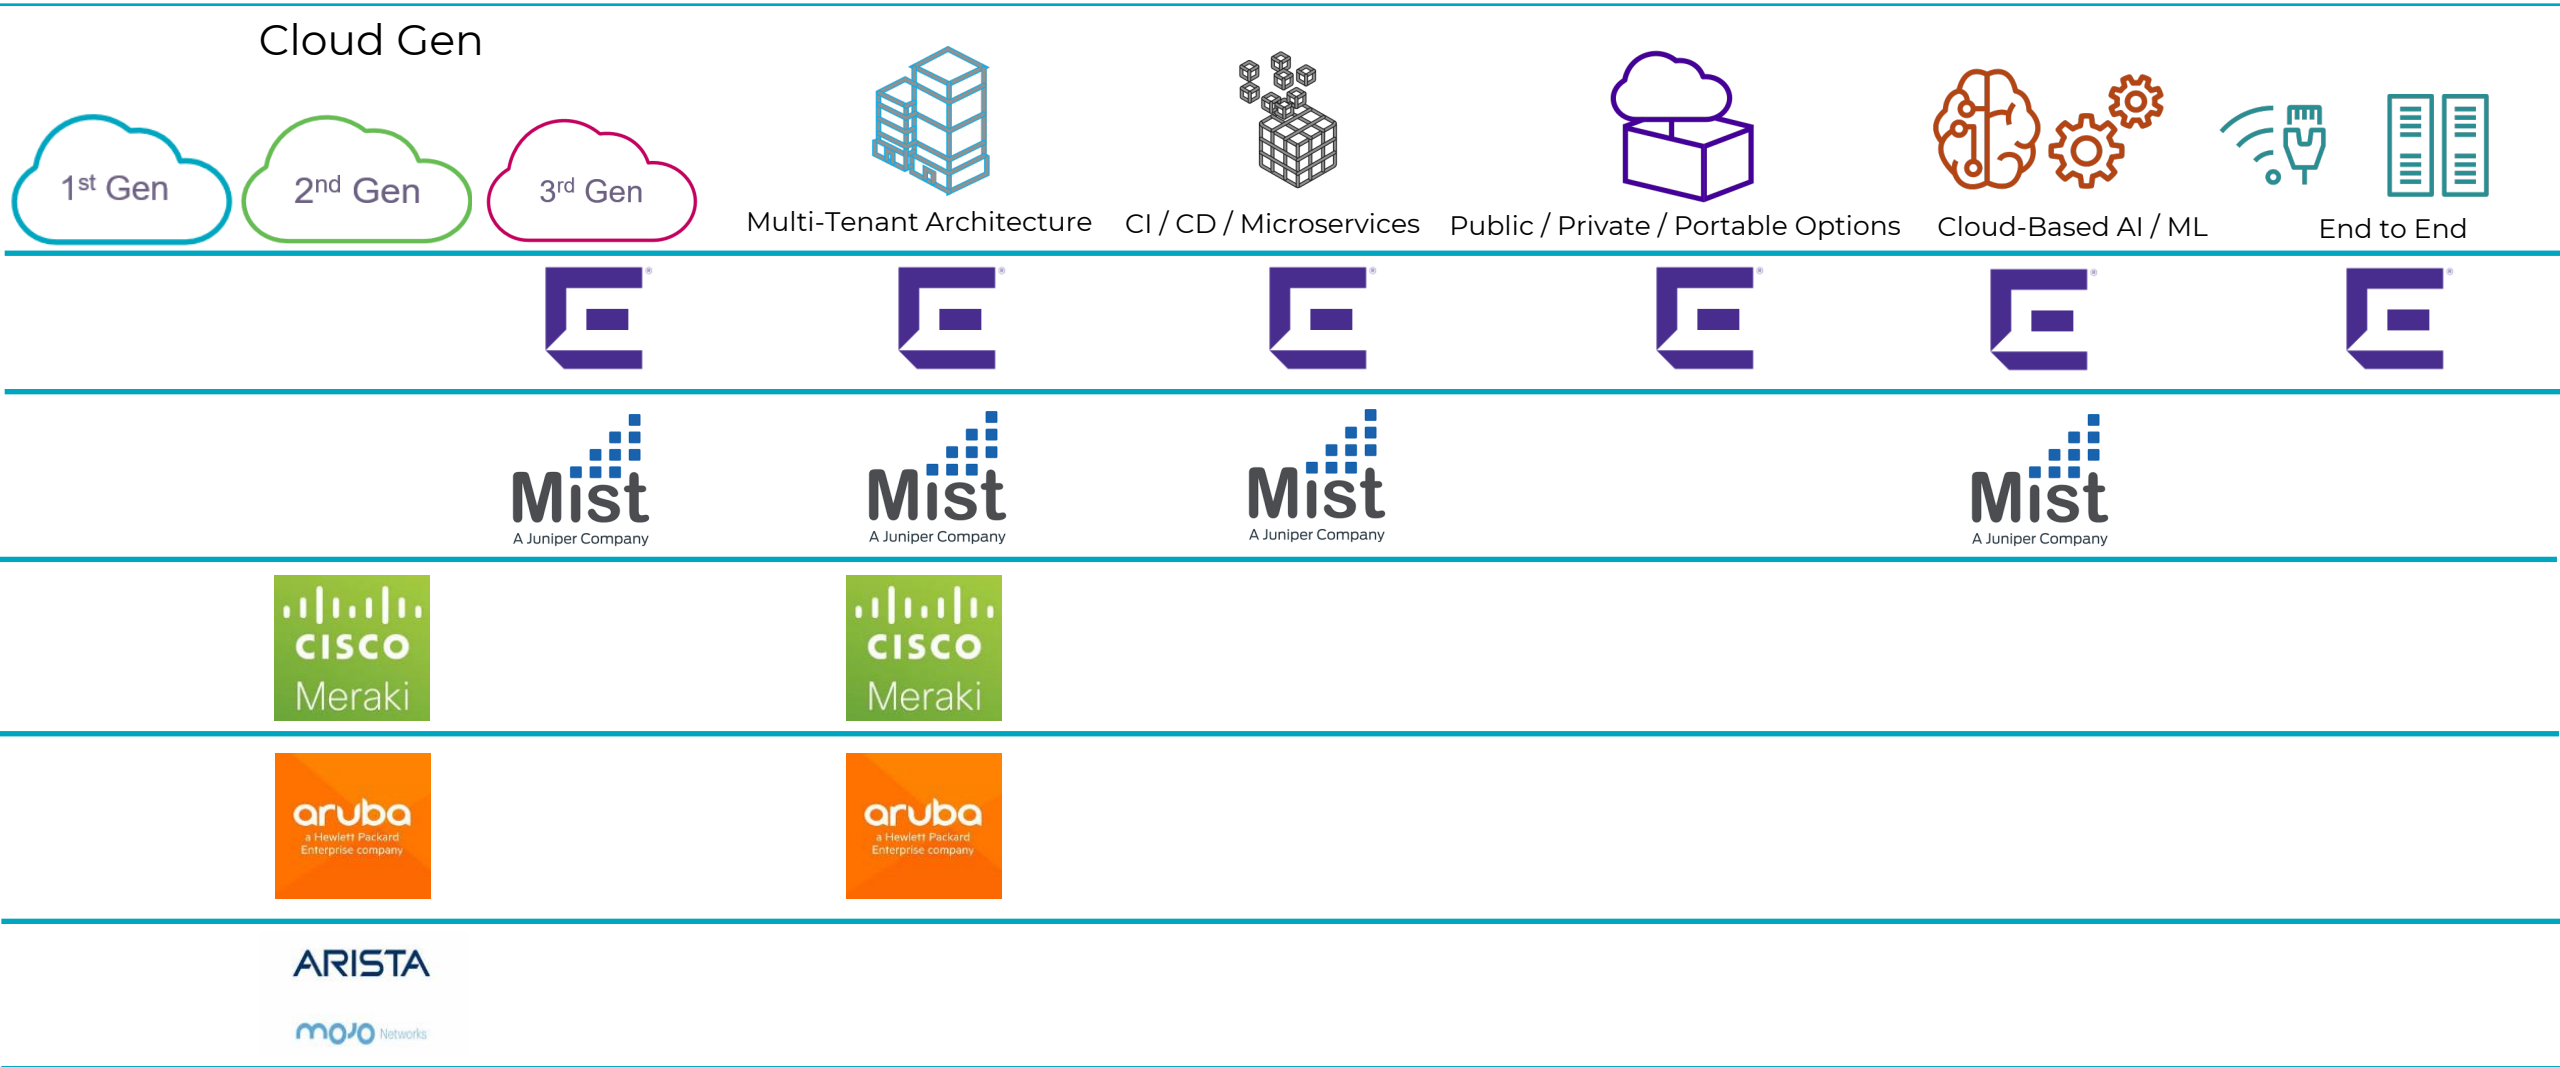 Cloud Gen
1st Gen
2nd Gen
3rd Gen
Multi-Tenant Architecture
CI / CD / Microservices
Public / Private / Portable Options
Cloud-Based AI / ML
End to End
Mist
A Juniper Company
Mist
A Juniper Company
Mist
A Juniper Company
Mist
A Juniper Company
CISCO
Meraki
CISCO
Meraki
aruba
a Hewlett Packard
Enterprise company
aruba
a Hewlett Packard
Enterprise company
ARISTA
mojo Networks